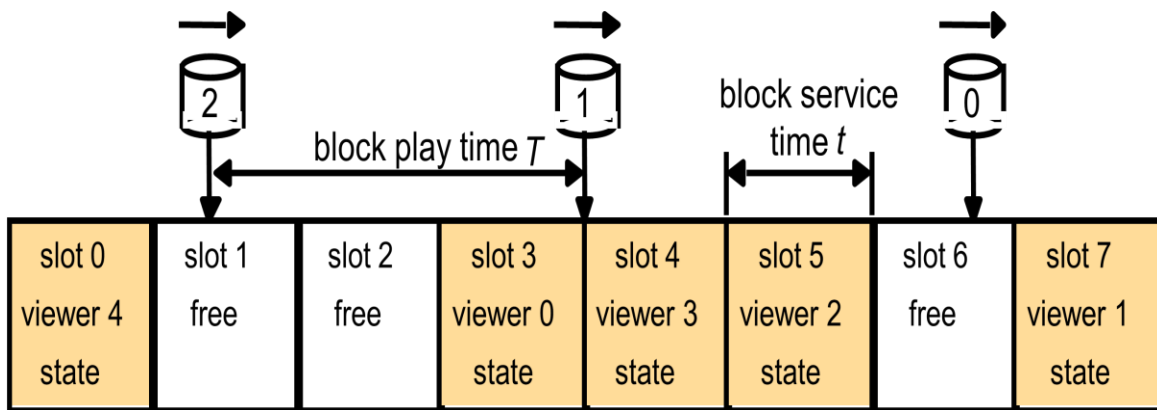 2
1
0
block play time T
block service
time t
slot 0
viewer 4
state
slot 1
free
slot 2
free
slot 3
viewer 0
state
slot 4
viewer 3
state
slot 5
viewer 2
state
slot 6
free
slot 7
viewer 1
state